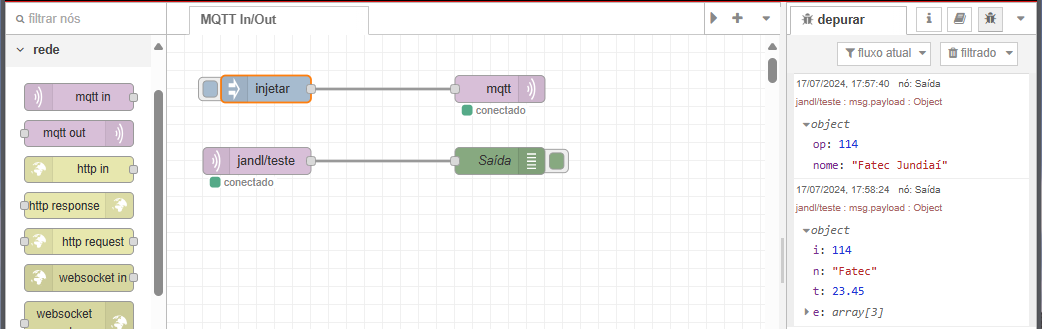 filtrar nós
MQTT In/Out
depurar
rede
fluxo atual
filtrado
mqtt in
mqtt out
http in
http response
http request
websocket in
websocket
injetar
mqtt
conectado
jandl/teste
conectado
Saída
17/07/2024, 17:57:40 nó: Saída
jandl/teste : msg.payload : Object
object
op: 114
nome: "Fatec Jundiaí"
17/07/2024, 17:58:24 nó: Saída
jandl/teste : msg.payload : Object
object
i: 114
n: "Fatec"
t: 23.45
e: array[3]